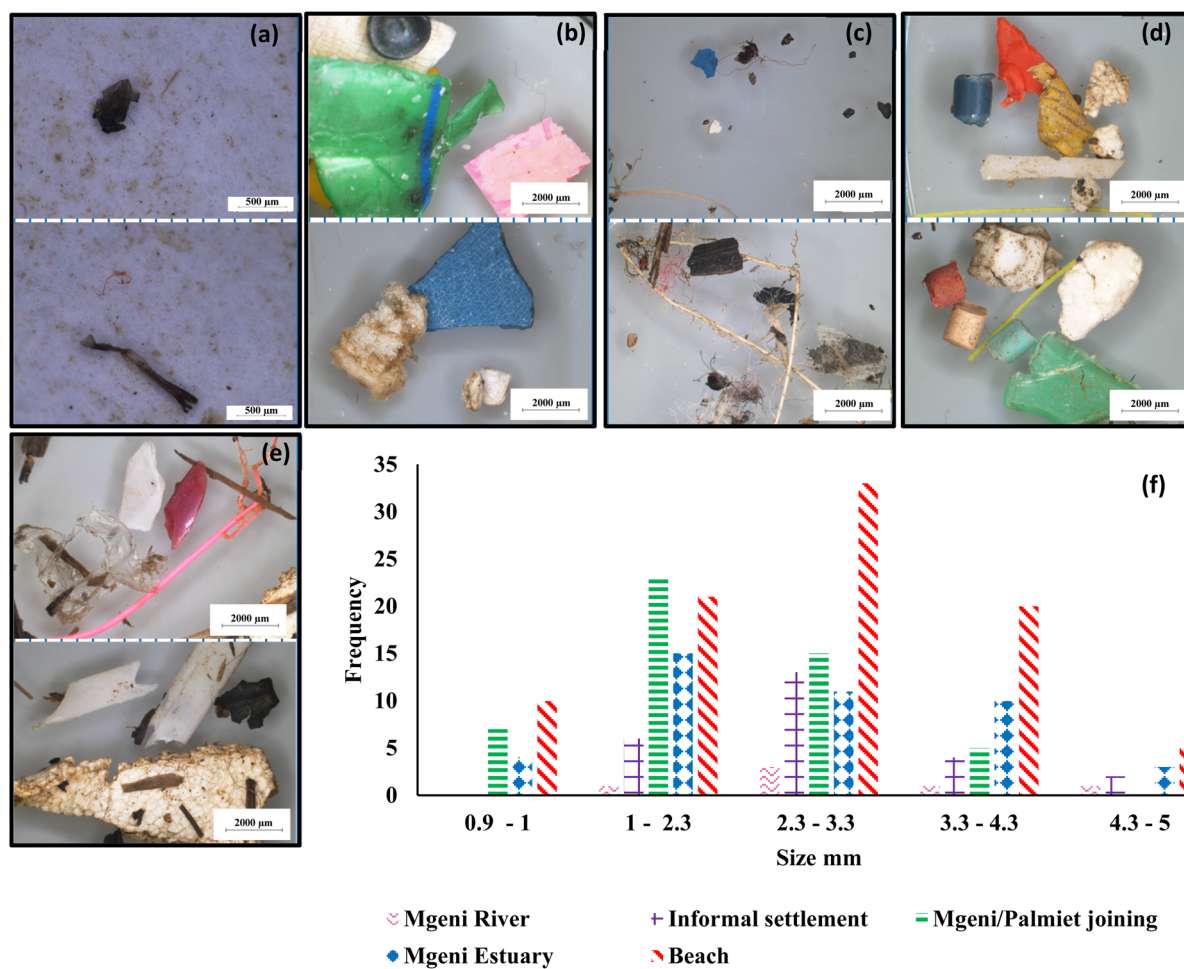 (a)
(b)
(c)
(d)
500 µm
2000 µm
2000 µm
2000 µm
500 µm
2000 µm
2000 µm
2000 µm
(e)
2000 µm
2000 µm
(f)
35
30
25
20
15
10
5
0
Frequency
0.9 - 1
1 - 2.3
2.3 – 3.3
3.3 - 4.3
4.3 - 5
Size mm
Mgeni River
Informal settlement
Mgeni/Palmiet joining
Mgeni Estuary
Beach